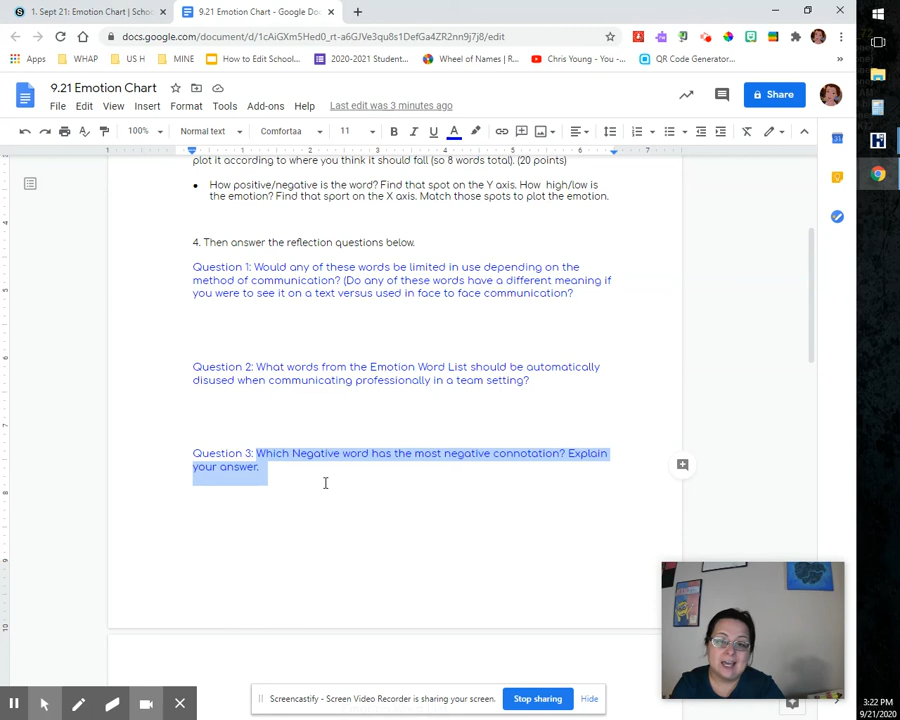 1. Sept 21: Emotion Chart | Schoo
9.21 Emotion Chart - Google Doc
docs.google.com/document/d/1cAiGXm5Hed0_rt-a6GJVe3qu8s1DefGa4ZR2nn9j7j8/edit
Apps WHAP US H MINE How to Edit School... 2020-2021 Student... Wheel of Names | R... Chris Young - You -... QR Code Generator... »
9.21 Emotion Chart
File Edit View Insert Format Tools Add-ons Help Last edit was 3 minutes ago
Share
100% Normal text Comfortaa 11 B I U A
1 1 2 3 4 5 6 7
plot it according to where you think it should fall (so 8 words total). (20 points)
• How positive/negative is the word? Find that spot on the Y axis. How high/low is
the emotion? Find that sport on the X axis. Match those spots to plot the emotion.
4. Then answer the reflection questions below.
Question 1: Would any of these words be limited in use depending on the
method of communication? (Do any of these words have a different meaning if
you were to see it on a text versus used in face to face communication?
Question 2: What words from the Emotion Word List should be automatically
disused when communicating professionally in a team setting?
Question 3: Which Negative word has the most negative connotation? Explain
your answer.
Screencastify - Screen Video Recorder is sharing your screen.
Stop sharing
Hide
3:22 PM
9/21/2020